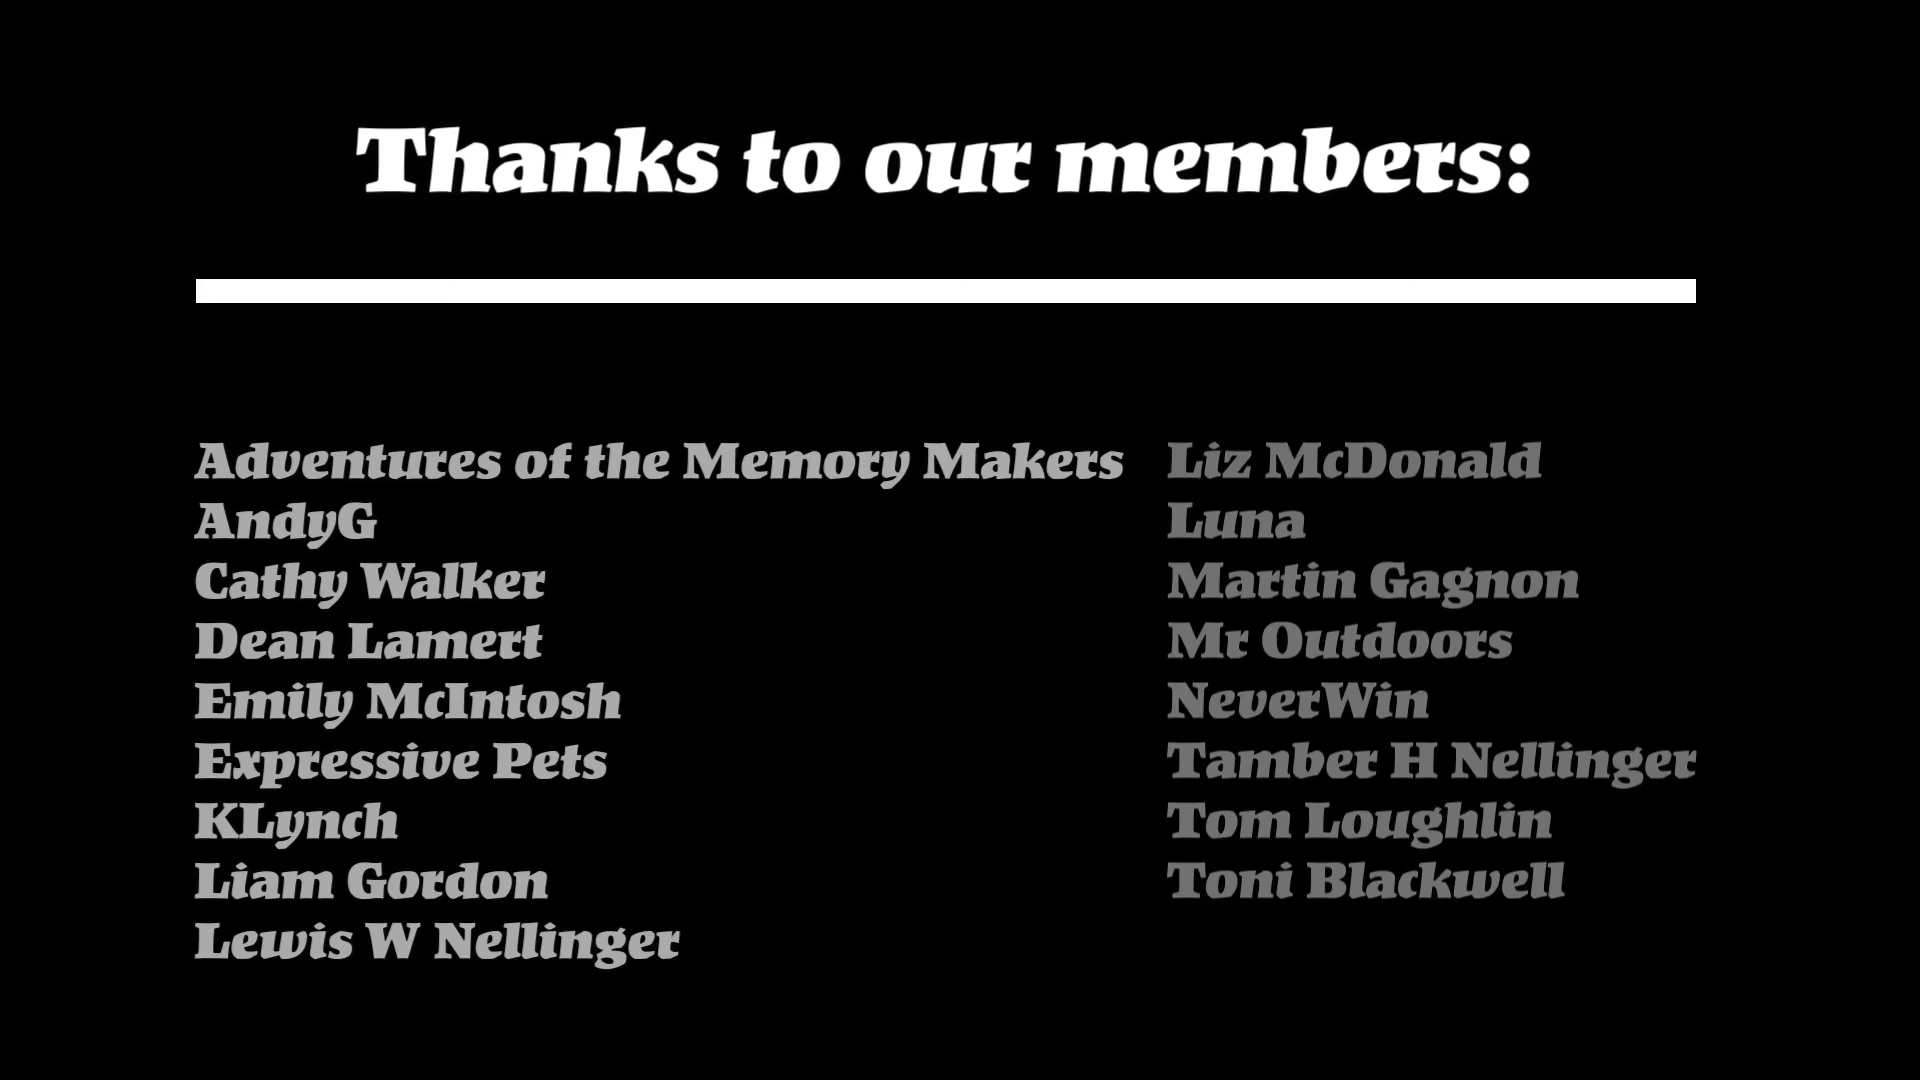 Thanks to our members:
Adventures of the Memory Makers
AndyG
Cathy Walker
Dean Lamert
Emily McIntosh
Expressive Pets
KLynch
Liam Gordon
Lewis W Nellinger
Liz McDonald
Luna
Martin Gagnon
Mr Outdoors
NeverWin
Tamber H Nellinger
Tom Loughlin
Toni Blackwell